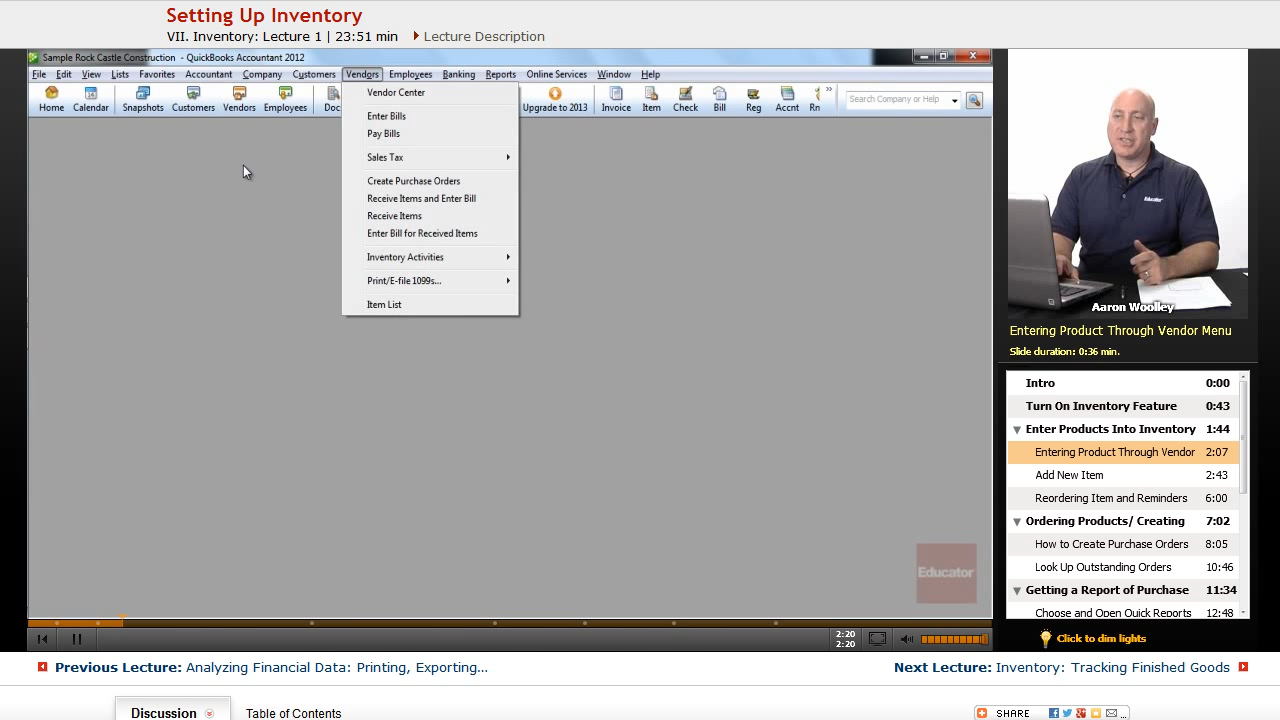 Setting Up Inventory
VII. Inventory: Lecture 1 | 23:51 min
Lecture Description
Sample Rock Castle Construction - QuickBooks Accountant 2012
File Edit View Lists Favorites Accountant Company Customers Vendors Employees Banking Reports Online Services Window Help
Home Calendar Snapshots Customers Vendors Employees Doc Upgrade to 2013 Invoice Item Check Bill Reg Accnt Rn »
Search Company or Help
Vendor Center
Enter Bills
Pay Bills
Sales Tax
Create Purchase Orders
Receive Items and Enter Bill
Receive Items
Enter Bill for Received Items
Inventory Activities
Print/E-file 1099s...
Item List
Educator
Educator
Aaron Woolley
Entering Product Through Vendor Menu
Slide duration: 0:36 min.
Intro 0:00
Turn On Inventory Feature 0:43
Enter Products Into Inventory 1:44
Entering Product Through Vendor 2:07
Add New Item 2:43
Reordering Item and Reminders 6:00
Ordering Products/ Creating 7:02
How to Create Purchase Orders 8:05
Look Up Outstanding Orders 10:46
Getting a Report of Purchase 11:34
Choose and Open Quick Reports 12:48
2:20
2:20
Click to dim lights
Previous Lecture: Analyzing Financial Data: Printing, Exporting...
Next Lecture: Inventory: Tracking Finished Goods
Discussion
Table of Contents
SHARE